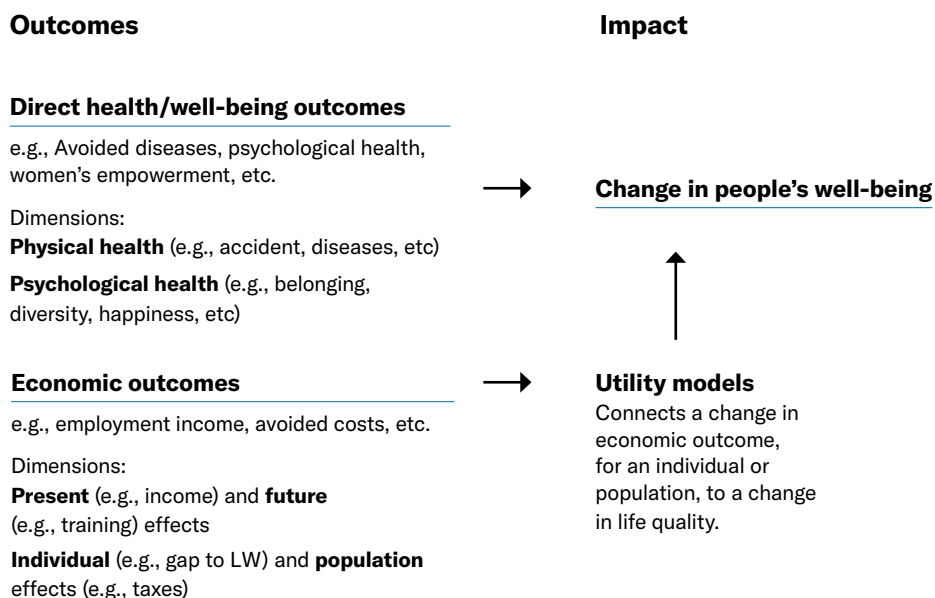 Outcomes
Impact
Direct health/well-being outcomes
e.g., Avoided diseases, psychological health,
women's empowerment, etc.
Dimensions:
Physical health (e.g., accident, diseases, etc)
Psychological health (e.g., belonging,
diversity, happiness, etc)
Change in people's well-being
Economic outcomes
e.g., employment income, avoided costs, etc.
Dimensions:
Present (e.g., income) and future
(e.g., training) effects
Individual (e.g., gap to LW) and population
effects (e.g., taxes)
Utility models
Connects a change in
economic outcome,
for an individual or
population, to a change
in life quality.